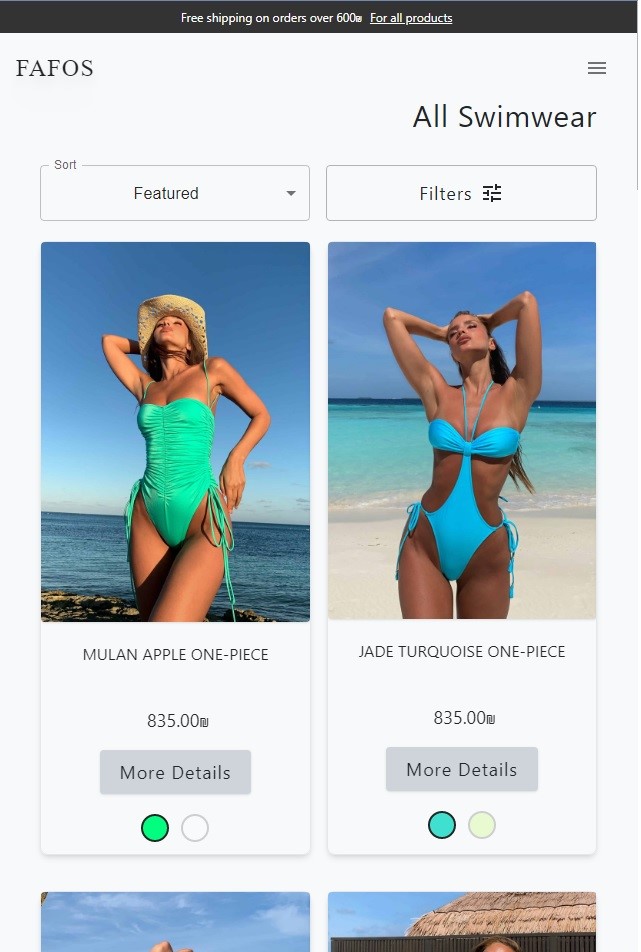 Free shipping on orders over 600₪ For all products
FAFOS
All Swimwear
Sort
Featured
Filters
MULAN APPLE ONE-PIECE
835.00₪
More Details
JADE TURQUOISE ONE-PIECE
835.00₪
More Details